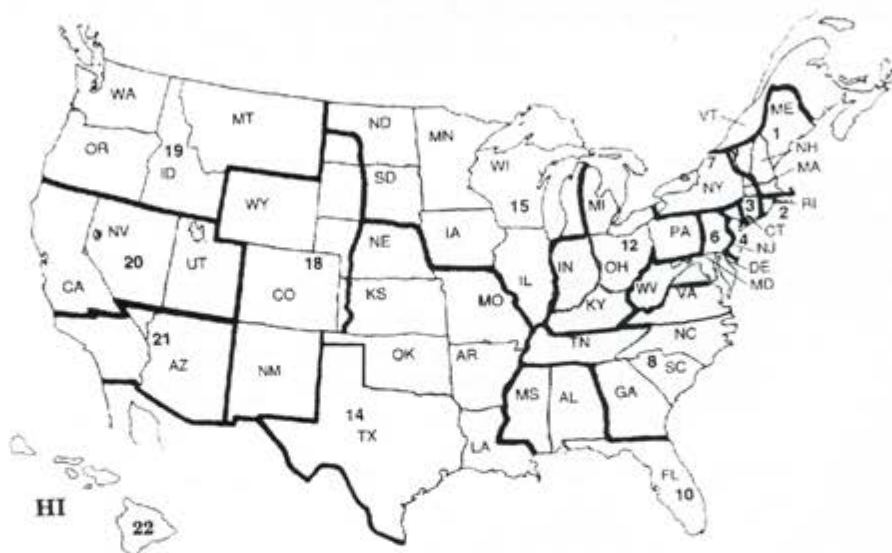 WA
MT
ND
MN
VT
ME
1
OR
19
ID
WI
7
NH
SD
NY
MA
WY
15
MI
3
2
RI
NV
IA
12
PA
6
4
CT
NJ
NE
18
20
UT
IL
IN
OH
DE
MD
CA
CO
KS
MO
WV
VA
KY
21
TN
NC
AZ
NM
OK
AR
8
SC
MS
AL
GA
14
TX
LA
FL
10
HI
22